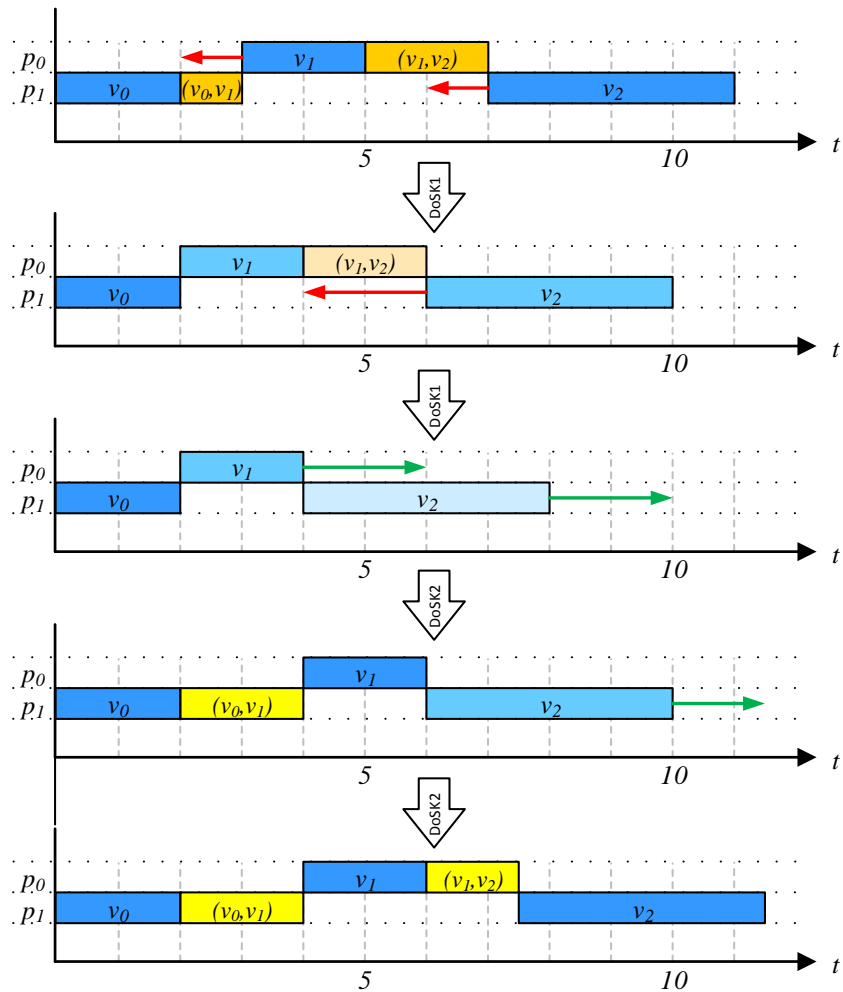 p₀ v₁ (v₁,v₂)
p₁ v₀ (v₀,v₁) v₂
5 10 t
DoSK1
p₀ v₁ (v₁,v₂)
p₁ v₀ v₂
5 10 t
DoSK1
p₀ v₁
p₁ v₀ v₂
5 10 t
DoSK2
p₀ v₁
p₁ v₀ (v₀,v₁) v₂
5 10 t
DoSK2
p₀ v₁ (v₁,v₂)
p₁ v₀ (v₀,v₁) v₂
5 10 t